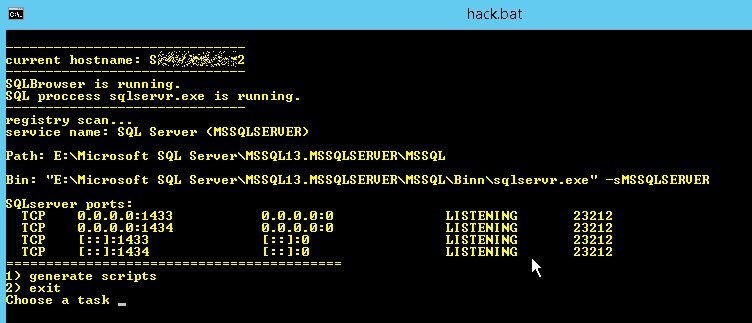 hack.bat
------------------------------
current hostname: S 2
------------------------------
SQLBrowser is running.
SQL proccess sqlservr.exe is running.
------------------------------
registry scan...
service name: SQL Server (MSSQLSERVER)
Path: E:\Microsoft SQL Server\MSSQL13.MSSQLSERVER\MSSQL
Bin: "E:\Microsoft SQL Server\MSSQL13.MSSQLSERVER\MSSQL\Binn\sqlservr.exe" -sMSSQLSERVER
SQLserver ports:
TCP 0.0.0.0:1433 0.0.0.0:0 LISTENING 23212
TCP 0.0.0.0:1434 0.0.0.0:0 LISTENING 23212
TCP [::]:1433 [::]:0 LISTENING 23212
TCP [::]:1434 [::]:0 LISTENING 23212
==========================================
1) generate scripts
2) exit
Choose a task _